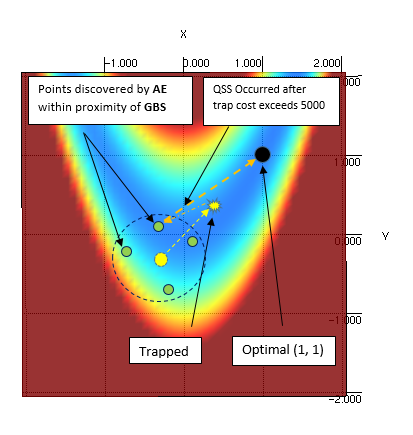 X
-1.000 0.000 1.000 2.000
Points discovered by AE
within proximity of GBS
QSS Occurred after
trap cost exceeds 5000
.000
1.000
Y
0.000
-1.000
-2.000
Trapped
Optimal (1, 1)